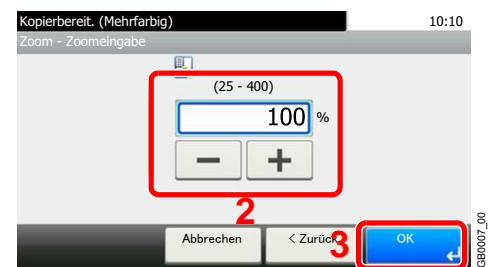 Kopierbereit. (Mehrfarbig) 10:10
Zoom - Zoomeingabe
(25 - 400)
100 %
− +
2
Abbrechen < Zurück 3 OK
GB0007_00